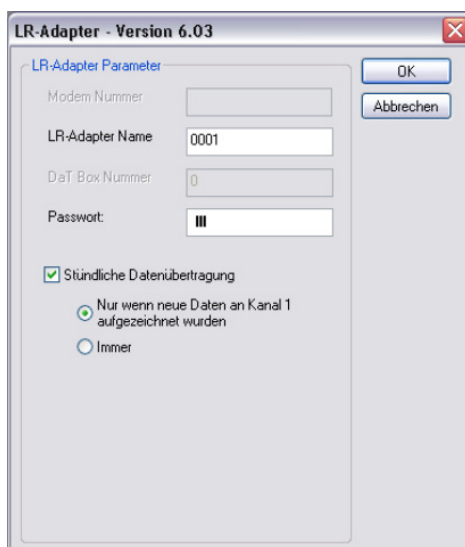 LR-Adapter - Version 6.03
LR-Adapter Parameter
Modem Nummer
LR-Adapter Name
0001
DaT Box Nummer
0
Passwort:
Stündliche Datenübertragung
Nur wenn neue Daten an Kanal 1
aufgezeichnet wurden
Immer
OK
Abbrechen